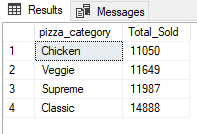 Results Messages
pizza_category Total_Sold
1 Chicken 11050
2 Veggie 11649
3 Supreme 11987
4 Classic 14888